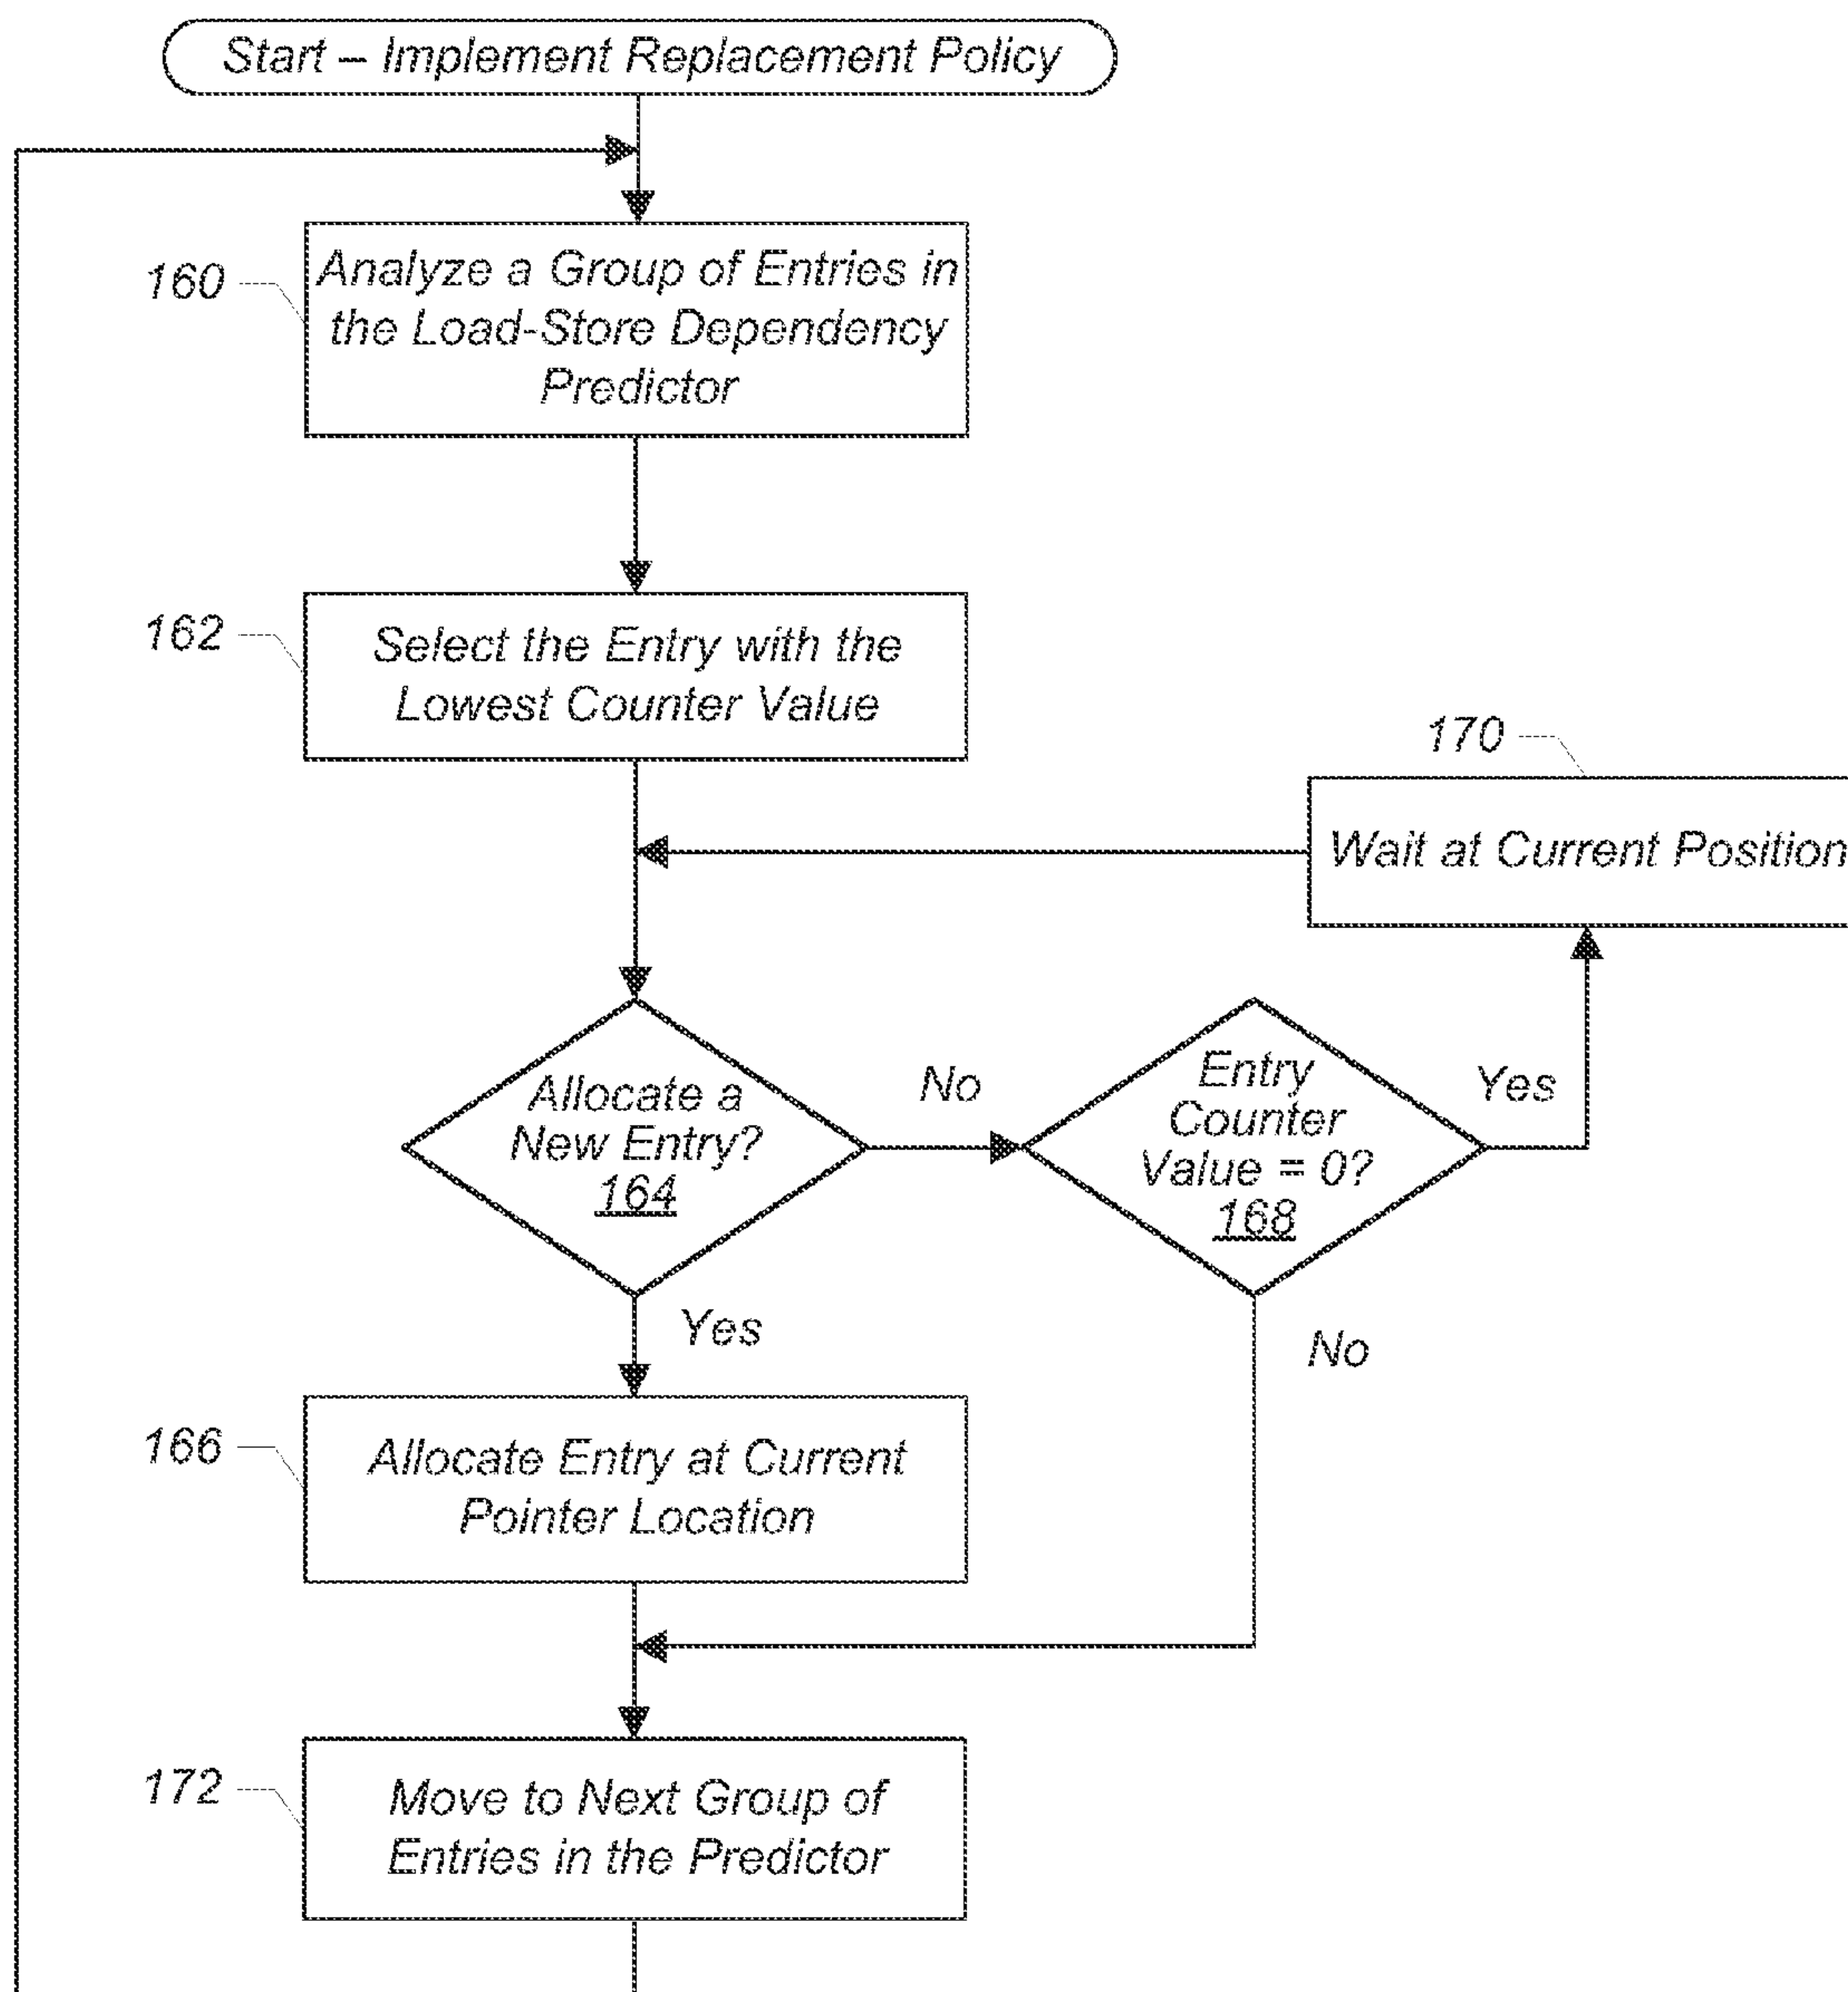 Start – Implement Replacement Policy
160
Analyze a Group of Entries in
the Load-Store Dependency
Predictor
162
Select the Entry with the
Lowest Counter Value
170
Wait at Current Position
Allocate a
New Entry?
164
No
Entry
Counter
Value = 0?
168
Yes
Yes
No
166
Allocate Entry at Current
Pointer Location
172
Move to Next Group of
Entries in the Predictor